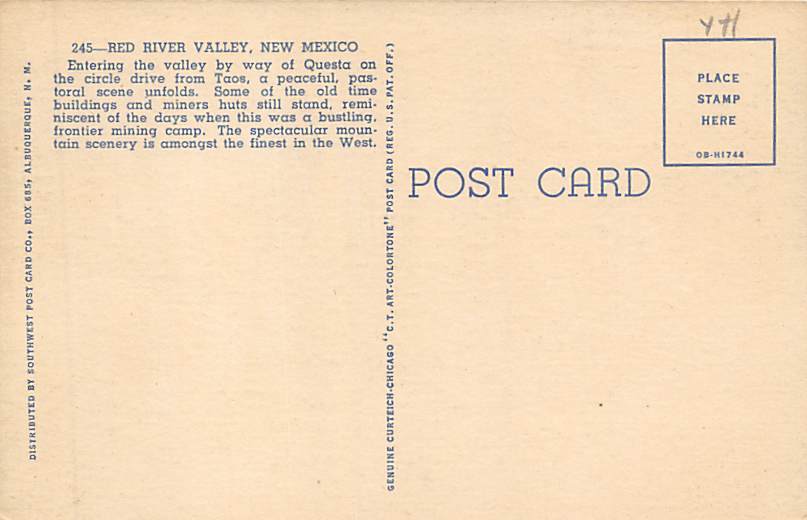 245—RED RIVER VALLEY, NEW MEXICO
Entering the valley by way of Questa on
the circle drive from Taos, a peaceful, pas-
toral scene unfolds. Some of the old time
buildings and miners huts still stand, remi-
niscent of the days when this was a bustling,
frontier mining camp. The spectacular moun-
tain scenery is amongst the finest in the West.
DISTRIBUTED BY SOUTHWEST POST CARD CO., BOX 685, ALBUQUERQUE, N. M.
GENUINE CURTEICH-CHICAGO "C.T. ART-COLORTONE" POST CARD (REG. U.S. PAT. OFF.)
POST CARD
PLACE
STAMP
HERE
OB-H1744